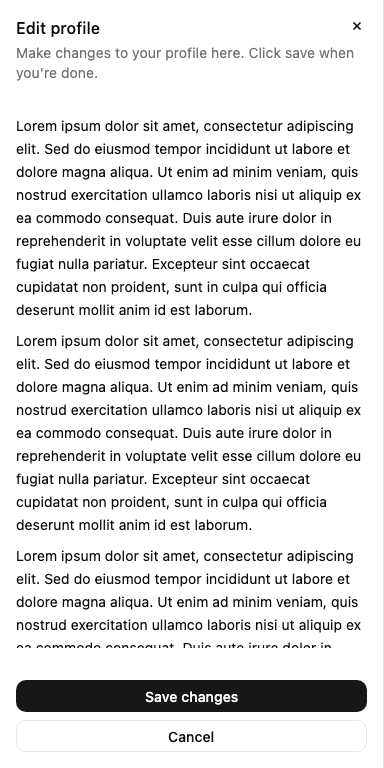 Edit profile
Make changes to your profile here. Click save when
you're done.
Lorem ipsum dolor sit amet, consectetur adipiscing
elit. Sed do eiusmod tempor incididunt ut labore et
dolore magna aliqua. Ut enim ad minim veniam, quis
nostrud exercitation ullamco laboris nisi ut aliquip ex
ea commodo consequat. Duis aute irure dolor in
reprehenderit in voluptate velit esse cillum dolore eu
fugiat nulla pariatur. Excepteur sint occaecat
cupidatat non proident, sunt in culpa qui officia
deserunt mollit anim id est laborum.
Lorem ipsum dolor sit amet, consectetur adipiscing
elit. Sed do eiusmod tempor incididunt ut labore et
dolore magna aliqua. Ut enim ad minim veniam, quis
nostrud exercitation ullamco laboris nisi ut aliquip ex
ea commodo consequat. Duis aute irure dolor in
reprehenderit in voluptate velit esse cillum dolore eu
fugiat nulla pariatur. Excepteur sint occaecat
cupidatat non proident, sunt in culpa qui officia
deserunt mollit anim id est laborum.
Lorem ipsum dolor sit amet, consectetur adipiscing
elit. Sed do eiusmod tempor incididunt ut labore et
dolore magna aliqua. Ut enim ad minim veniam, quis
nostrud exercitation ullamco laboris nisi ut aliquip ex
ea commodo consequat. Duis aute irure dolor in
Save changes
Cancel